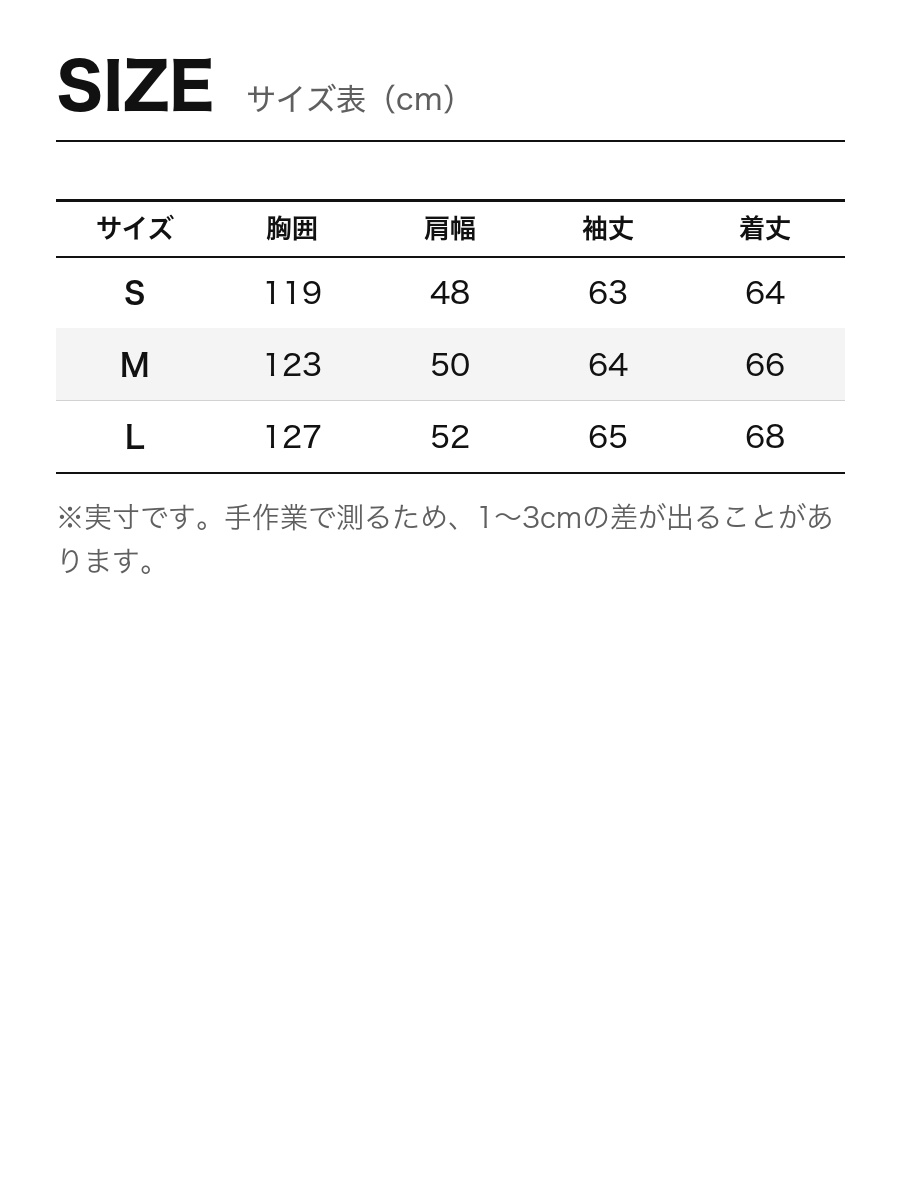 SIZE サイズ表（cm）
サイズ 胸囲 肩幅 袖丈 着丈
S 119 48 63 64
M 123 50 64 66
L 127 52 65 68
※実寸です。手作業で測るため、1〜3cmの差が出ることがあ
ります。